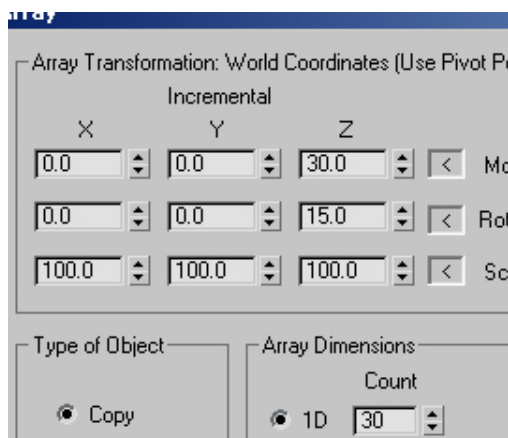 Array
Array Transformation: World Coordinates (Use Pivot
Incremental
X Y Z
0.0 0.0 30.0 <
0.0 0.0 15.0 <
100.0 100.0 100.0 <
Type of Object Array Dimensions
Count
Copy 1D 30